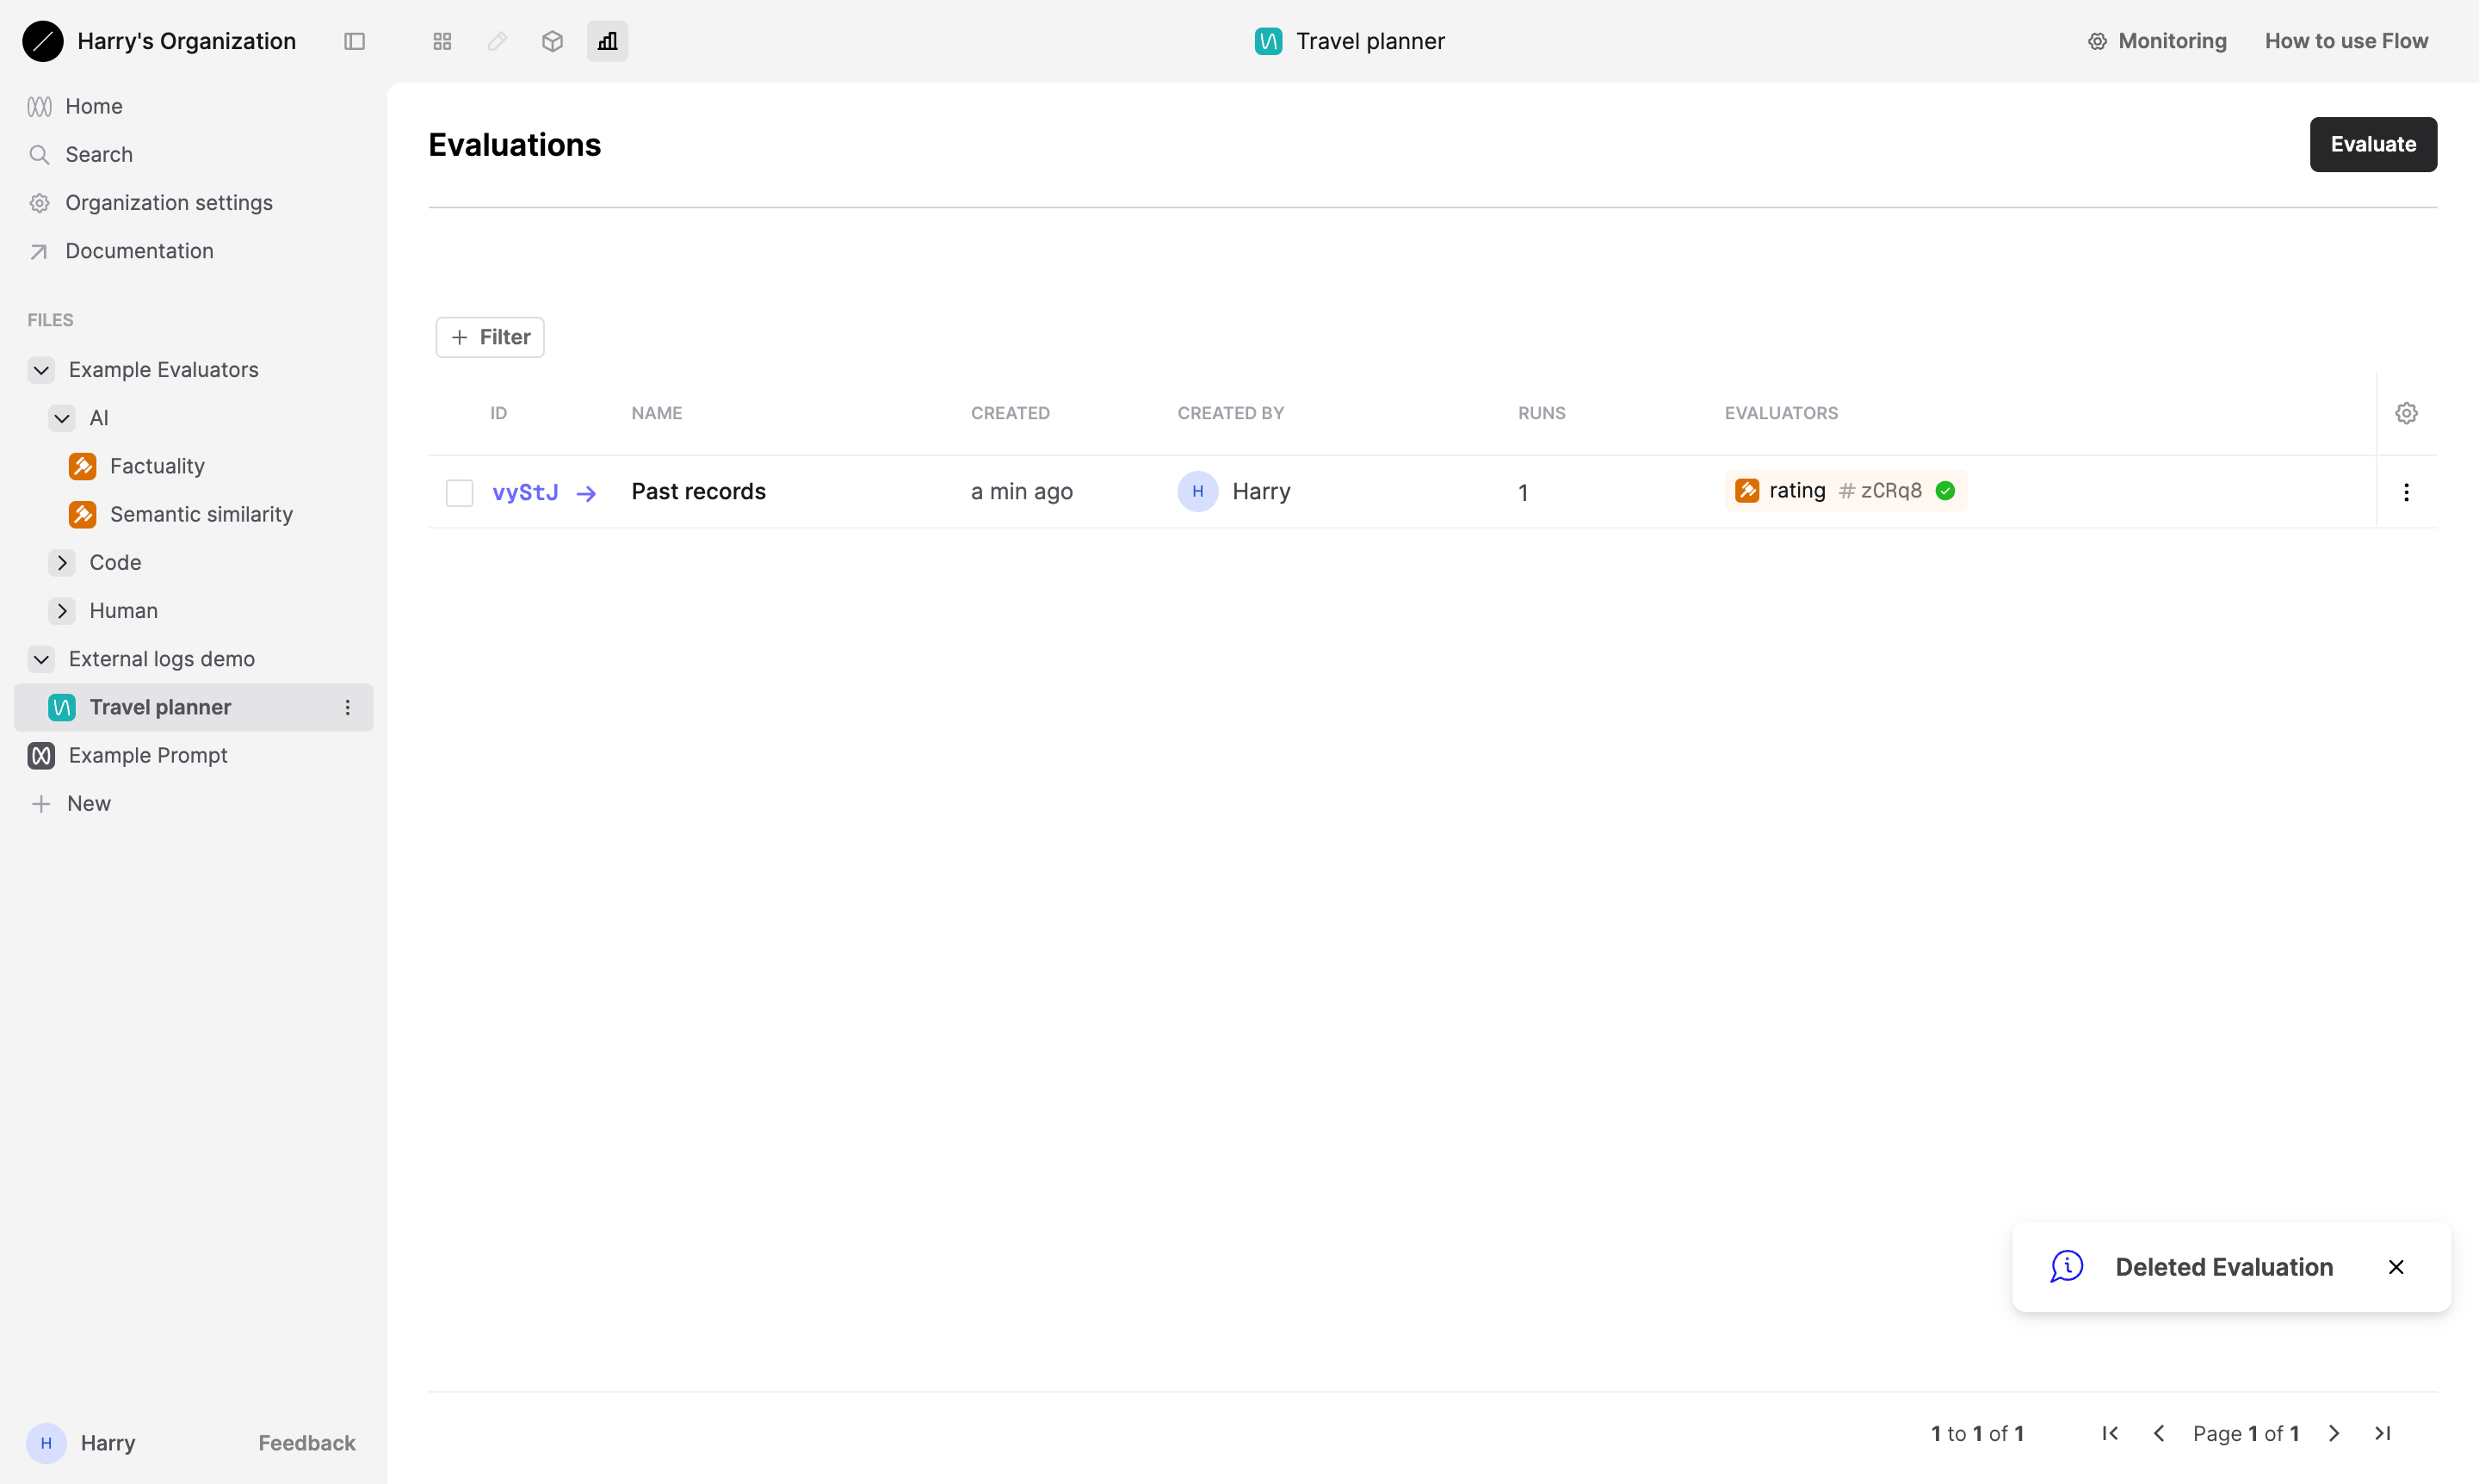 Harry's Organization
Travel planner
Monitoring
How to use Flow
Home
Search
Organization settings
Documentation
FILES
Example Evaluators
AI
Factuality
Semantic similarity
Code
Human
External logs demo
Travel planner
Example Prompt
New
Harry
Feedback
Evaluations
Evaluate
Filter
ID NAME CREATED CREATED BY RUNS EVALUATORS
vyStJ → Past records a min ago H Harry 1 rating # zCRq8
Deleted Evaluation
1 to 1 of 1 Page 1 of 1
H